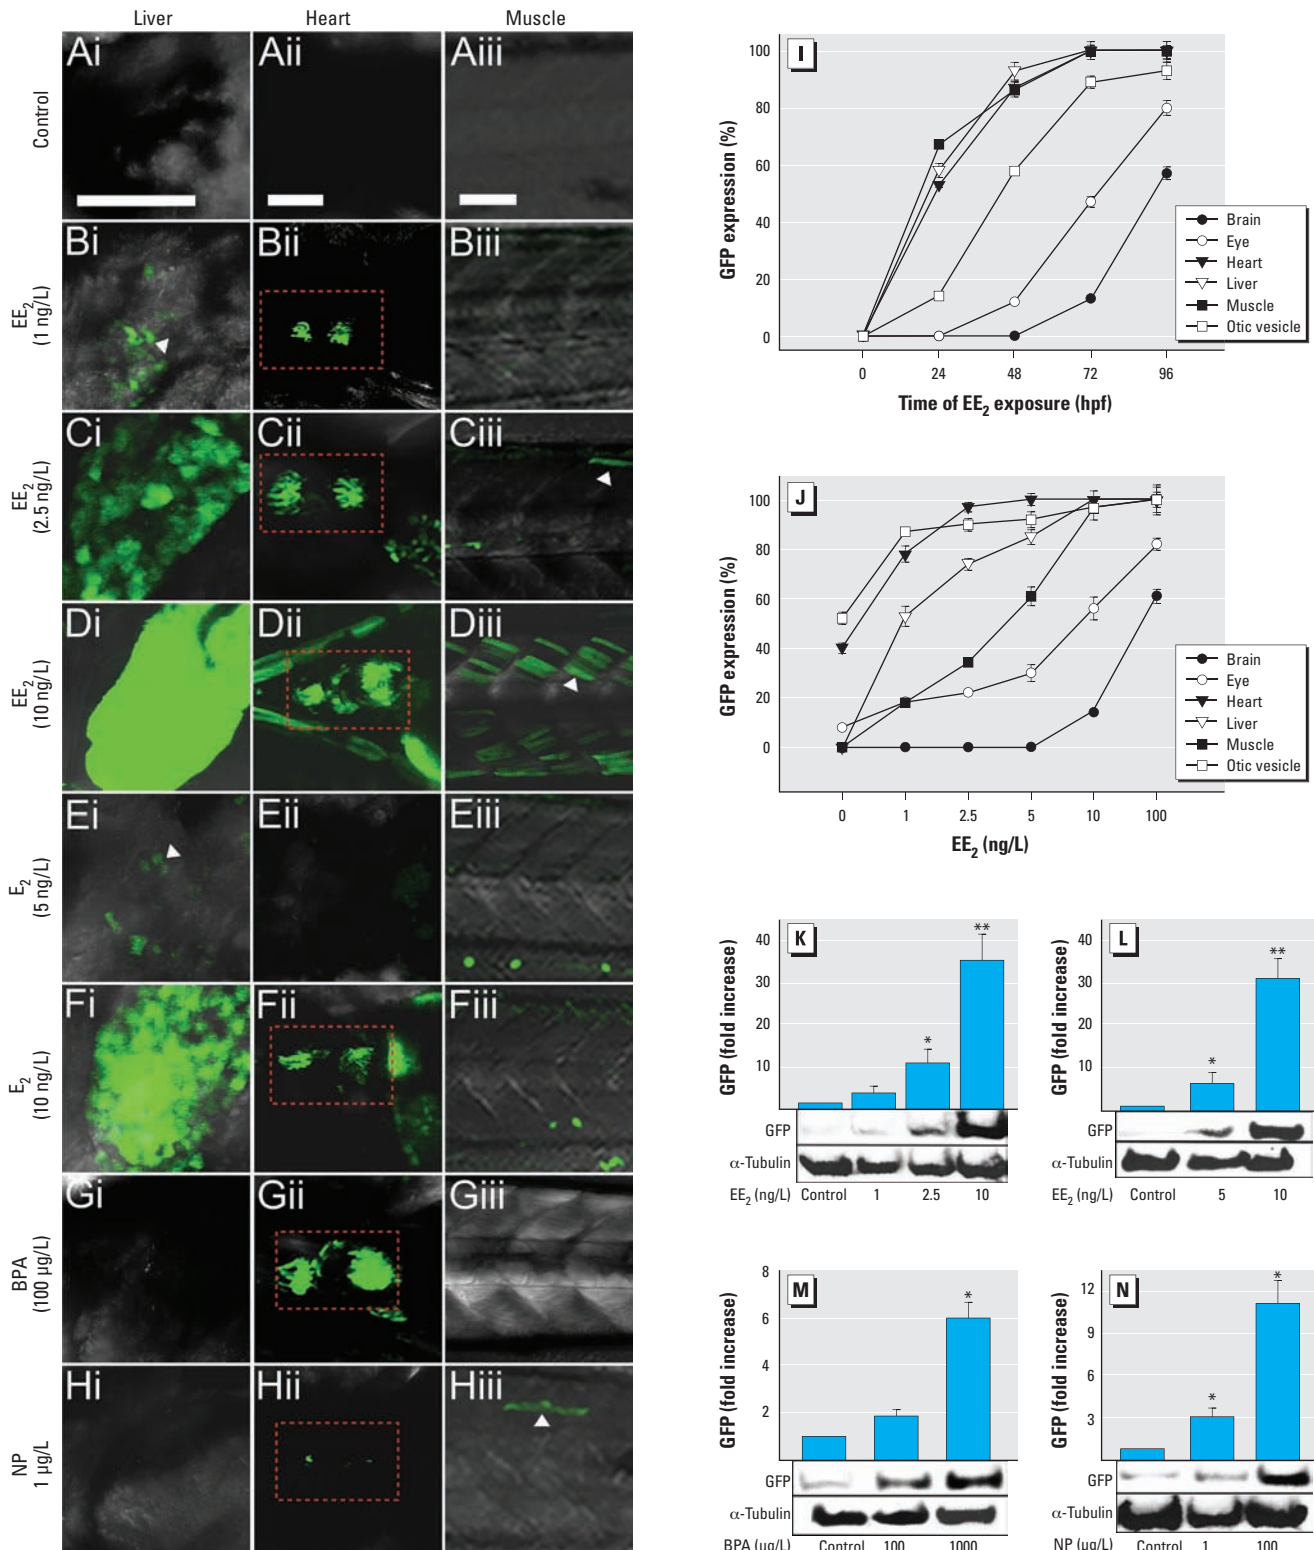 Liver Heart Muscle
Control
Ai Aii Aiii
EE2 (1 ng/L)
Bi Bii Biii
EE2 (2.5 ng/L)
Ci Cii Ciii
EE2 (10 ng/L)
Di Dii Diii
E2 (5 ng/L)
Ei Eii Eiii
E2 (10 ng/L)
Fi Fii Fiii
BPA (100 µg/L)
Gi Gii Giii
NP 1 µg/L
Hi Hii Hiii
I
GFP expression (%)
100
80
60
40
20
0
0 24 48 72 96
Time of EE2 exposure (hpf)
Brain
Eye
Heart
Liver
Muscle
Otic vesicle
J
GFP expression (%)
100
80
60
40
20
0
0 1 2.5 5 10 100
EE2 (ng/L)
Brain
Eye
Heart
Liver
Muscle
Otic vesicle
K
GFP (fold increase)
40
30
20
10
*
**
GFP
α-Tubulin
EE2 (ng/L) Control 1 2.5 10
L
GFP (fold increase)
40
30
20
10
*
**
GFP
α-Tubulin
EE2 (ng/L) Control 5 10
M
GFP (fold increase)
8
6
4
2
*
GFP
α-Tubulin
BPA (µg/L) Control 100 1000
N
GFP (fold increase)
12
9
6
3
*
*
GFP
α-Tubulin
NP (µg/L) Control 1 100